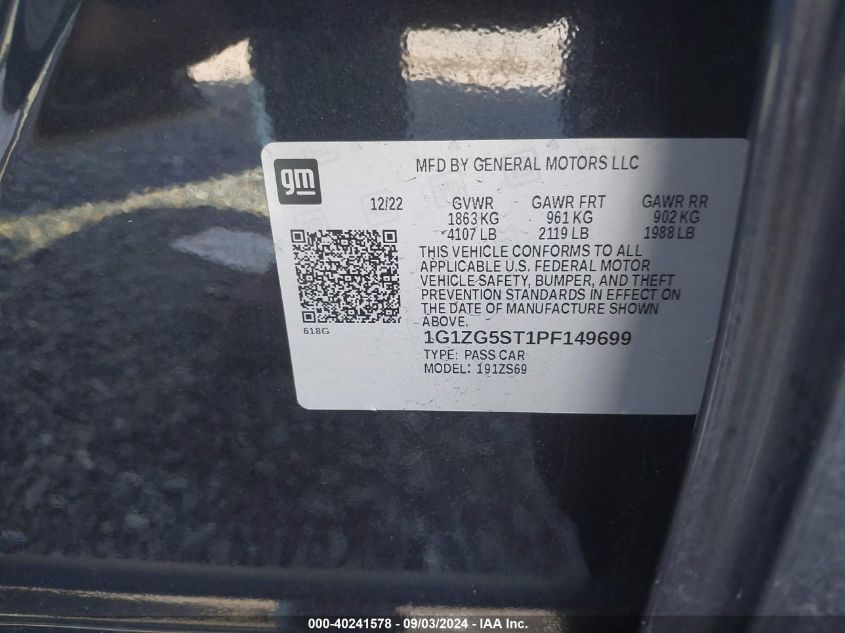 gm
MFD BY GENERAL MOTORS LLC
12/22 GVWR GAWR FRT GAWR RR
1863 KG 961 KG 902 KG
4107 LB 2119 LB 1988 LB
THIS VEHICLE CONFORMS TO ALL
APPLICABLE U.S. FEDERAL MOTOR
VEHICLE SAFETY, BUMPER, AND THEFT
PREVENTION STANDARDS IN EFFECT ON
THE DATE OF MANUFACTURE SHOWN
ABOVE.
618G
1G1ZG5ST1PF149699
TYPE: PASS CAR
MODEL: 191ZS69
000-40241578 - 09/03/2024 - IAA Inc.